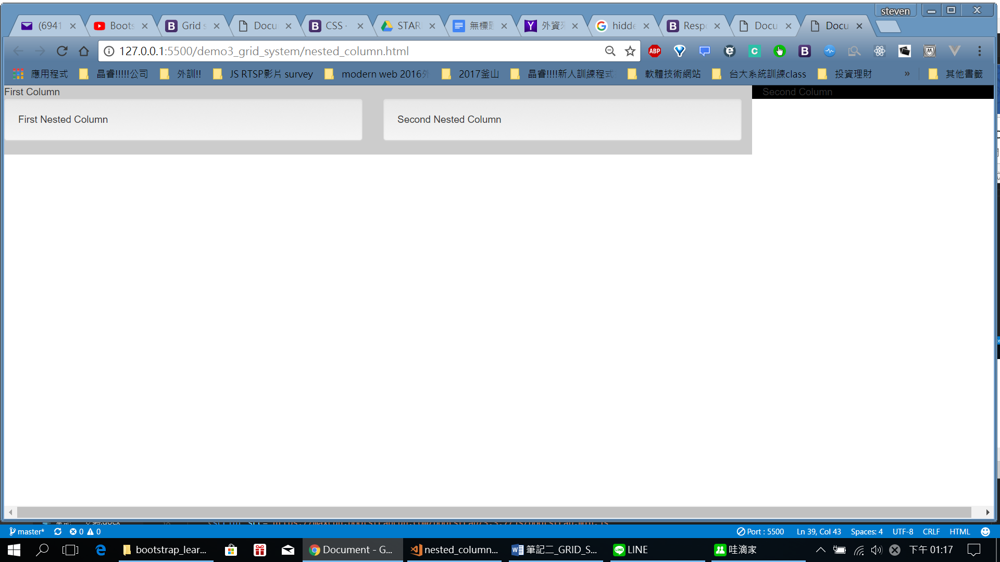 steven
(6941 Boots Grid s Docu CSS · STAR 無標題 外資 hidde Resp Docu Docu
127.0.0.1:5500/demo3_grid_system/nested_column.html ABP
應用程式 晶睿!!!!!公司 外訓!! JS RTSP影片 survey modern web 2016外 2017釜山 晶睿!!!!新人訓練程式 軟體技術網站 台大系統訓練class 投資理財 » 其他書籤
First Column Second Column
First Nested Column Second Nested Column
master* 0 0 Port : 5500 Ln 39, Col 43 Spaces: 4 UTF-8 CRLF HTML
bootstrap_lear... Document - G... nested_column... 筆記二_GRID_S... LINE 哇滴家 下午 01:17